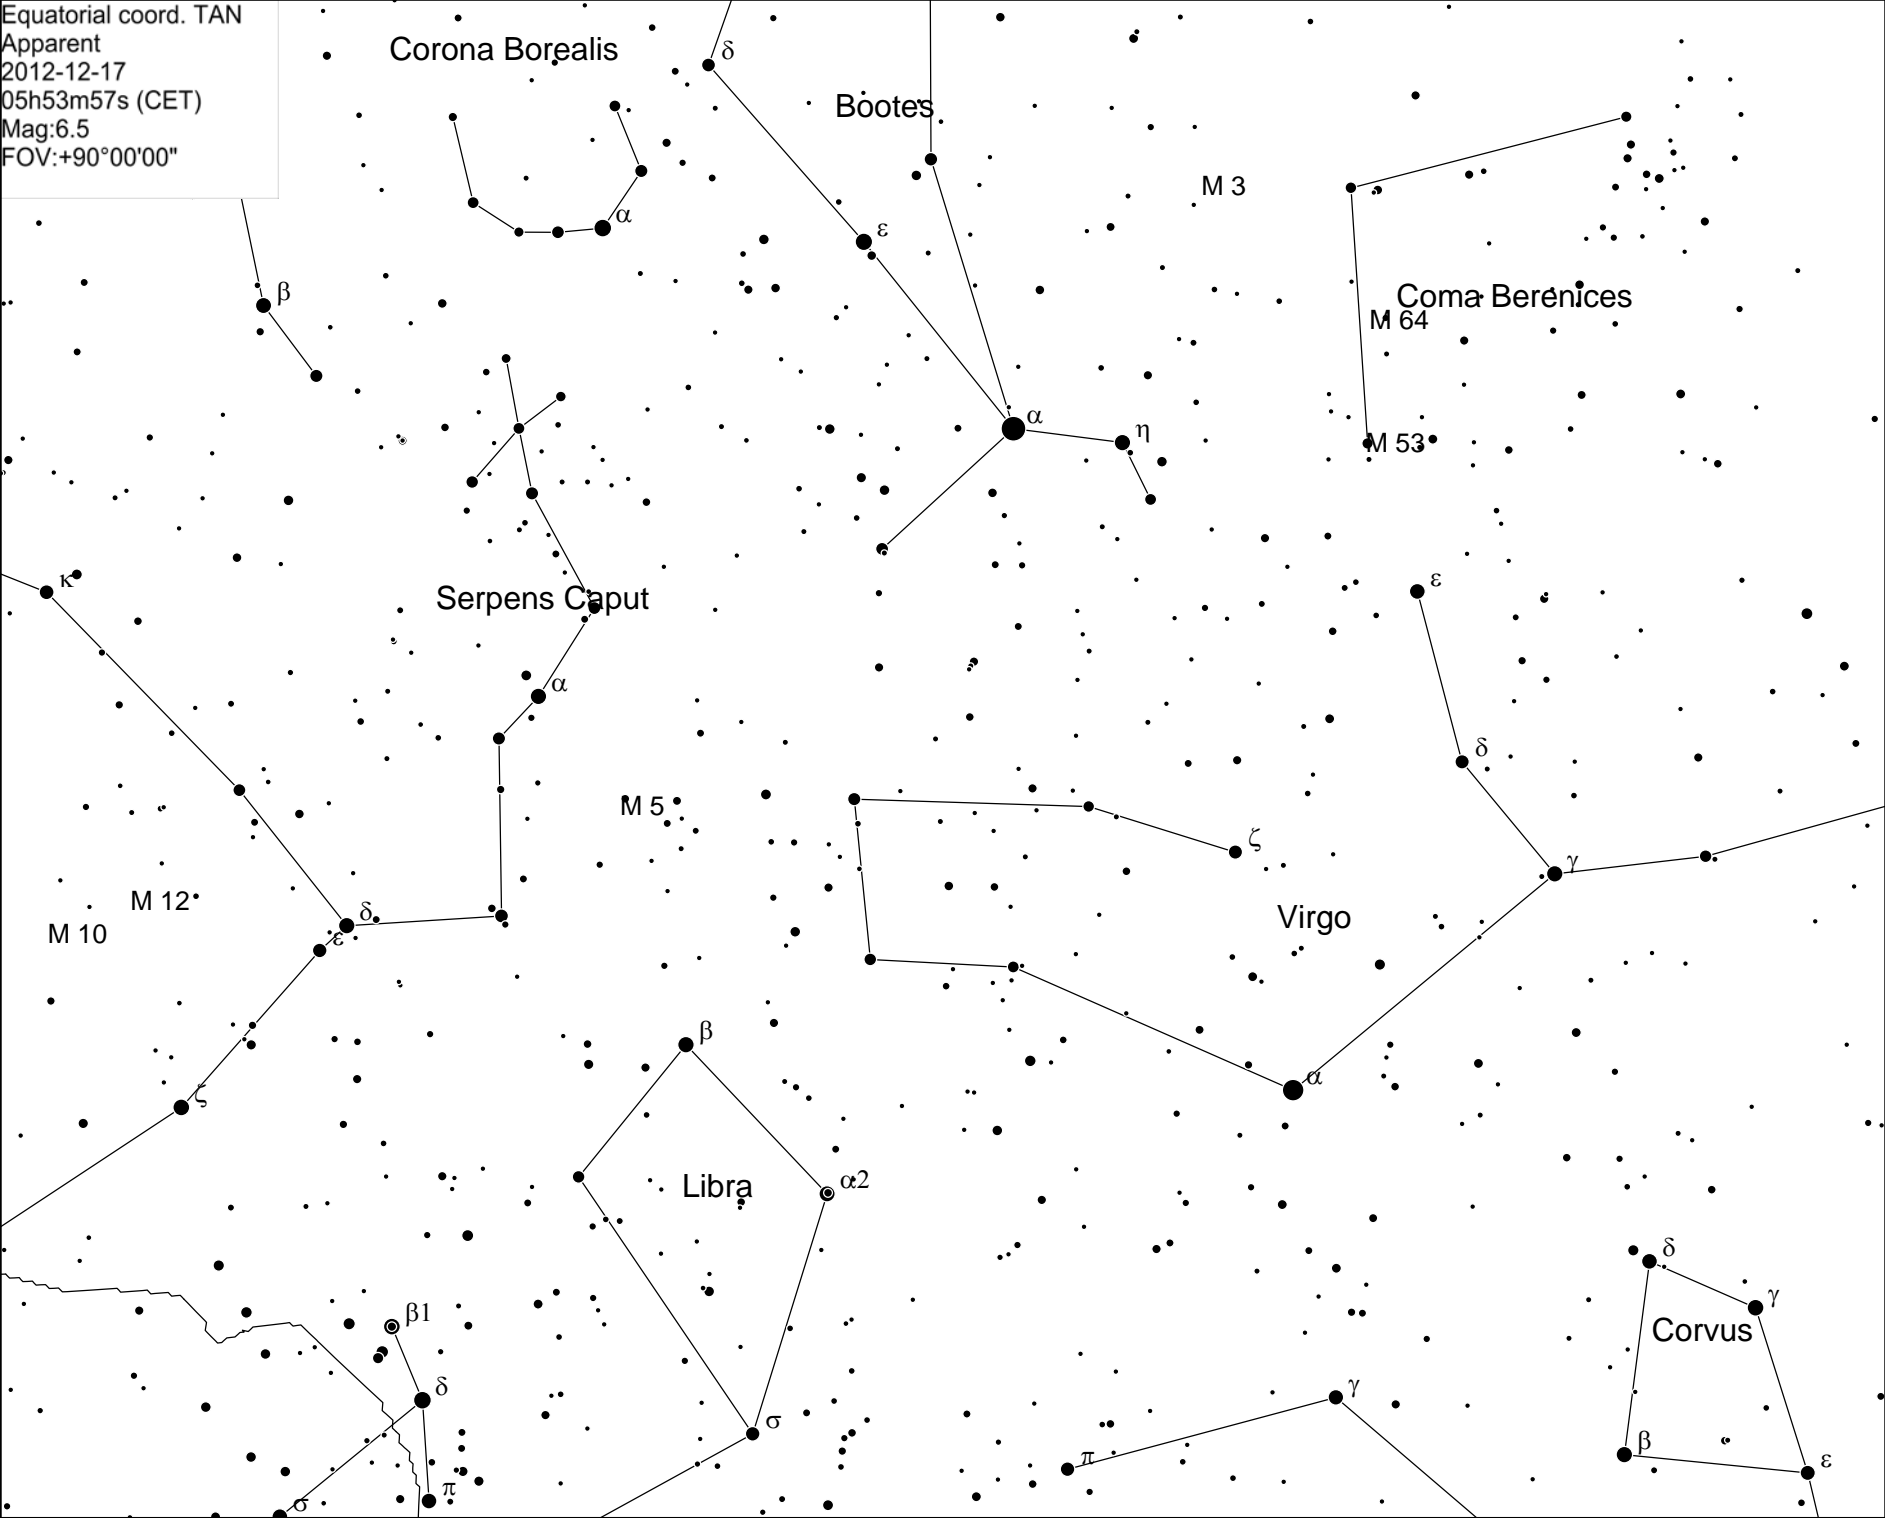 Equatorial coord. TAN
Apparent
2012-12-17
05h53m57s (CET)
Mag:6.5
FOV:+90°00'00"
Corona Borealis
δ
Bootes
M 3
α
ε
β
Coma Berenices
M 64
α
η
M 53
κ
ε
Serpens Caput
α
δ
M 5
ζ
γ
M 12
δ
Virgo
M 10
ε
β
α
ζ
α2
Libra
δ
γ
β1
Corvus
δ
γ
σ
β
π
ε
π
σ